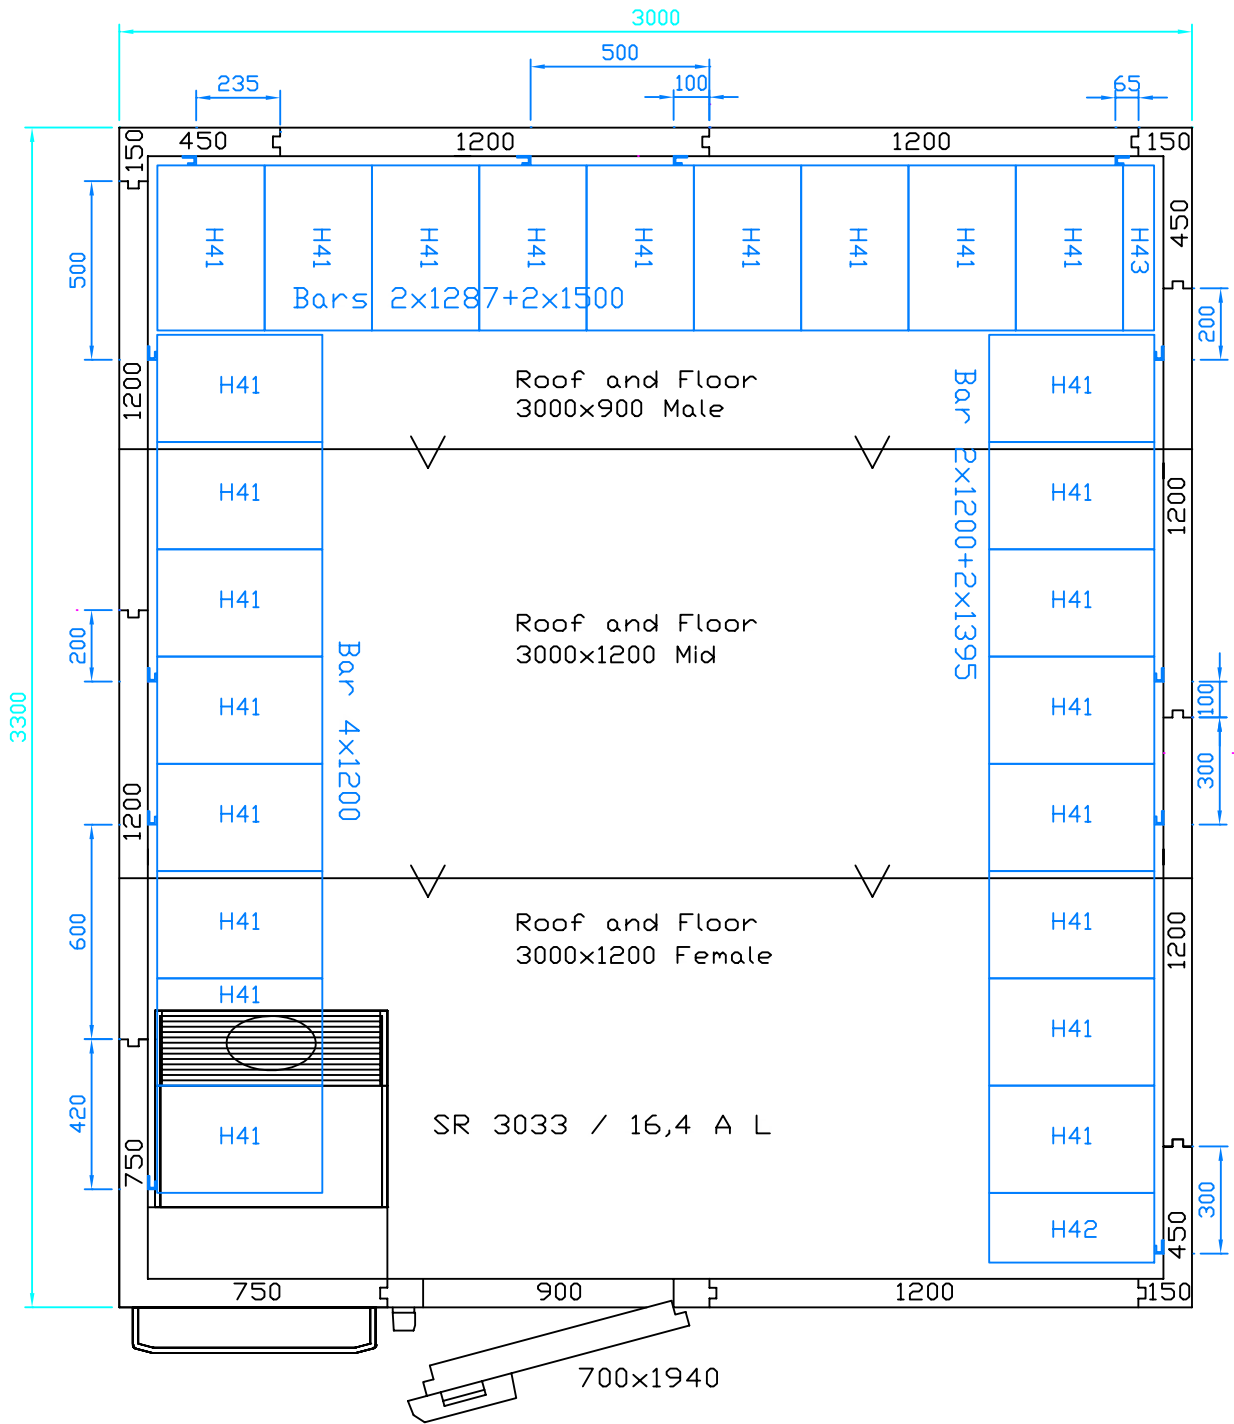 3000
500
235
100
65
450
1200
1200
150
150
450
H41
H41
H41
H41
H41
H41
H41
H41
H41
H43
500
Bars 2x1287+2x1500
200
1200
H41
Roof and Floor
3000x900 Male
Bar 2x1200+2x1395
H41
H41
H41
1200
H41
H41
200
Roof and Floor
3000x1200 Mid
Bar 4x1200
3300
H41
H41
100
300
1200
H41
H41
600
H41
Roof and Floor
3000x1200 Female
H41
1200
H41
H41
420
750
H41
SR 3033 / 16,4 A L
H41
300
450
H42
750
900
1200
150
700x1940